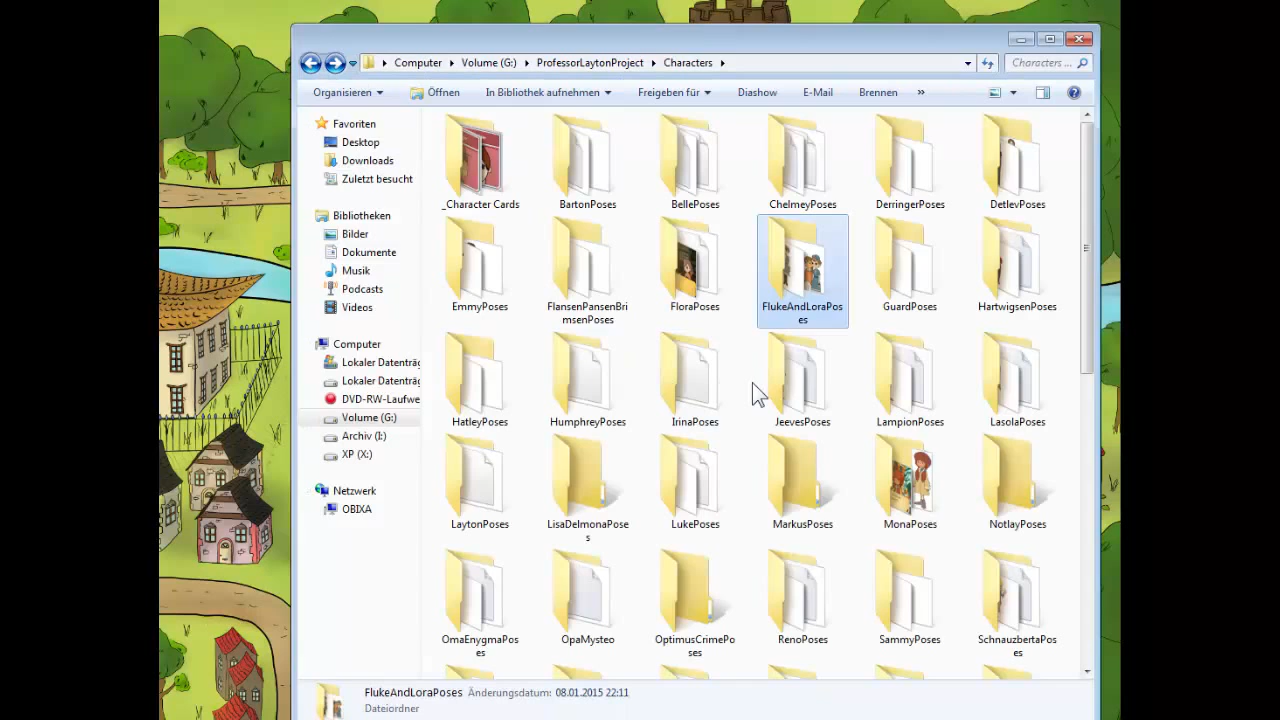 Computer Volume (G:) ProfessorLaytonProject Characters
Characters ...
Organisieren Öffnen In Bibliothek aufnehmen Freigeben für Diashow E-Mail Brennen »
Favoriten
Desktop
Downloads
Zuletzt besucht
Bibliotheken
Bilder
Dokumente
Musik
Podcasts
Videos
Computer
Lokaler Datenträg
Lokaler Datenträg
DVD-RW-Laufwe
Volume (G:)
Archiv (I:)
XP (X:)
Netzwerk
OBIXA
_Character Cards BartonPoses BellePoses ChelmeyPoses DerringerPoses DetlevPoses
EmmyPoses FlansenPansenBri FloraPoses FlukeAndLoraPos GuardPoses HartwigsenPoses
msenPoses es
HatleyPoses HumphreyPoses IrinaPoses JeevesPoses LampionPoses LasolaPoses
LaytonPoses LisaDelmonaPose LukePoses MarkusPoses MonaPoses NotlayPoses
s
OmaEnygmaPos OpaMysteo OptimusCrimePo RenoPoses SammyPoses SchnauzbertaPos
es ses es
FlukeAndLoraPoses Änderungsdatum: 08.01.2015 22:11
Dateiordner